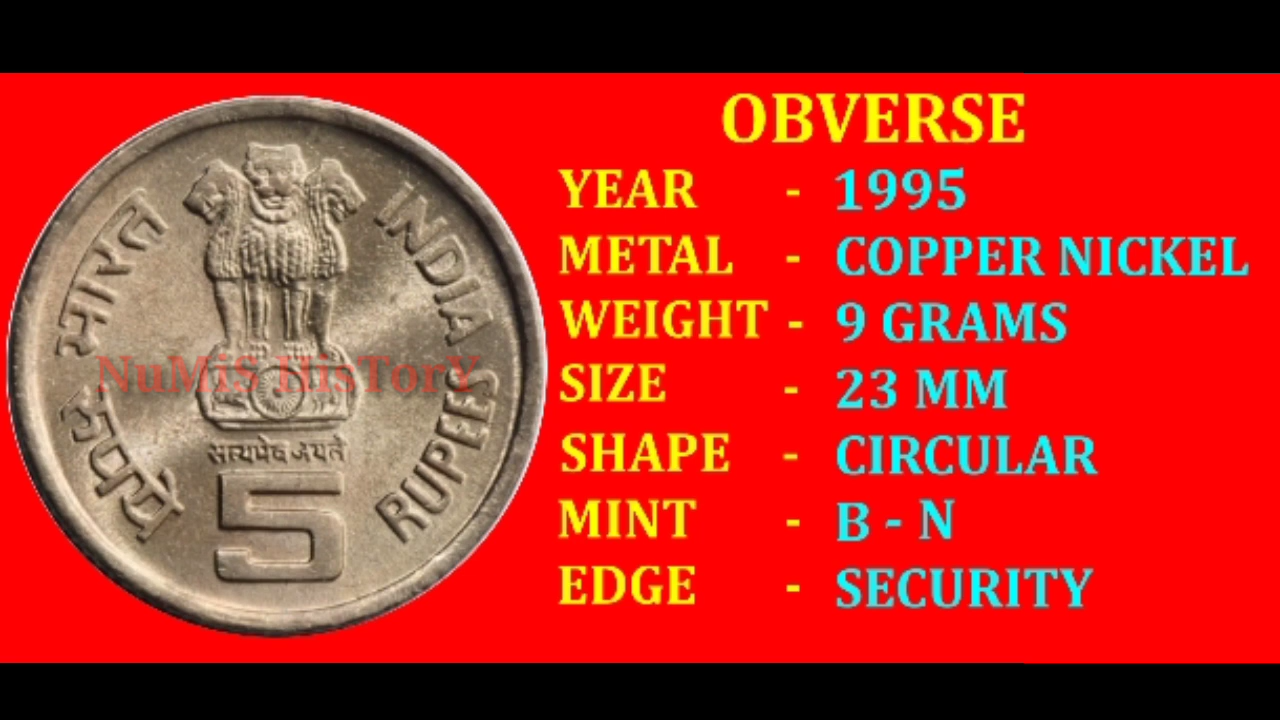 OBVERSE
YEAR - 1995
METAL - COPPER NICKEL
WEIGHT - 9 GRAMS
SIZE - 23 MM
SHAPE - CIRCULAR
MINT - B - N
EDGE - SECURITY
भारत
INDIA
रुपये
RUPEES
सत्यमेव जयते
5
NuMiS HisTorY